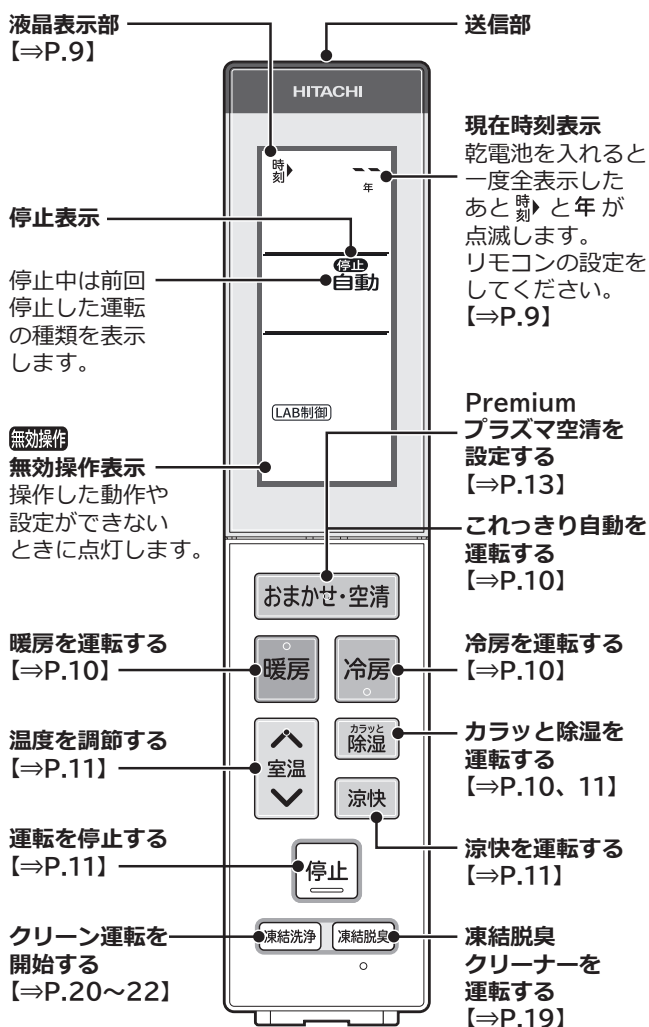 液晶表示部
【⇒P.9】
送信部
HITACHI
時刻
年
現在時刻表示
乾電池を入れると
一度全表示した
あと 時刻 と 年 が
点滅します。
リモコンの設定を
してください。
【⇒P.9】
停止表示
停止
自動
停止中は前回
停止した運転
の種類を表示
します。
LAB制御
無効操作
無効操作表示
操作した動作や
設定ができない
ときに点灯します。
Premium
プラズマ空清を
設定する
【⇒P.13】
これっきり自動を
運転する
【⇒P.10】
おまかせ・空清
暖房を運転する
【⇒P.10】
暖房
冷房
冷房を運転する
【⇒P.10】
温度を調節する
【⇒P.11】
室温
カラッと
除湿
カラッと除湿を
運転する
【⇒P.10、11】
涼快
涼快を運転する
【⇒P.11】
運転を停止する
【⇒P.11】
停止
クリーン運転を
開始する
【⇒P.20～22】
凍結洗浄
凍結脱臭
凍結脱臭
クリーナーを
運転する
【⇒P.19】